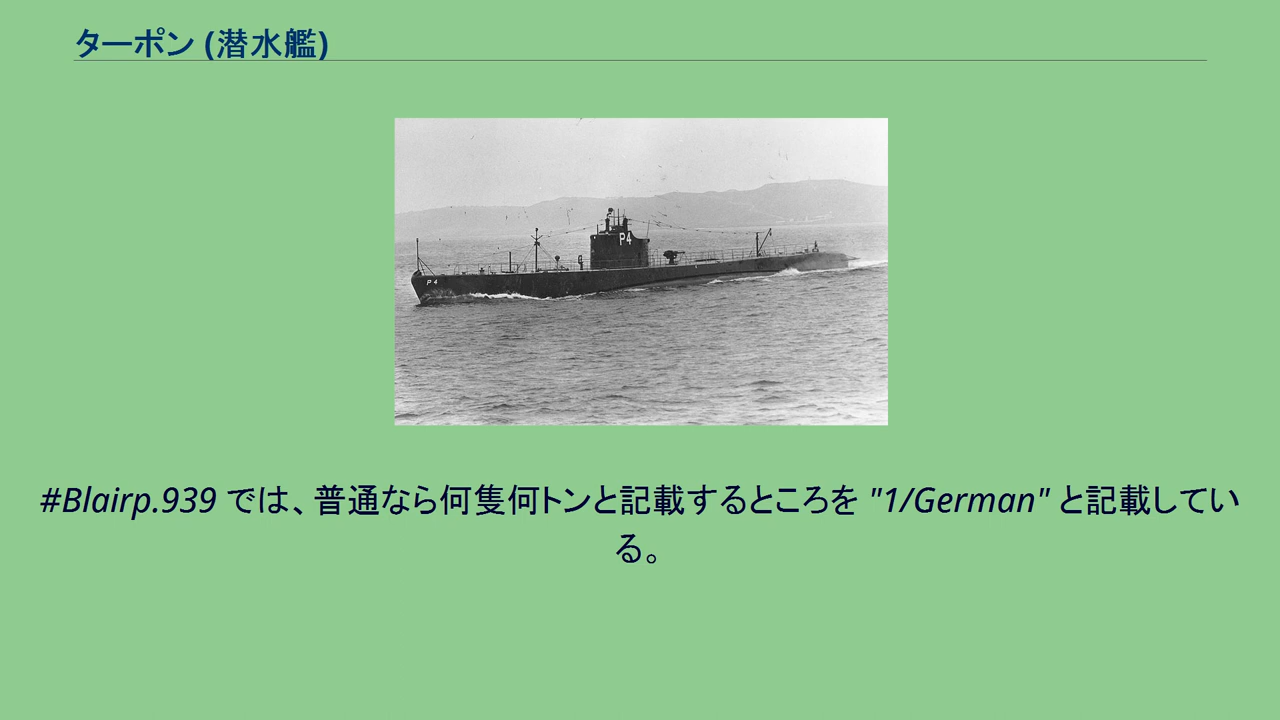 ターポン (潜水艦)
P4
P 4
#Blairp.939 では、普通なら何隻何トンと記載するところを "1/German" と記載してい
る。